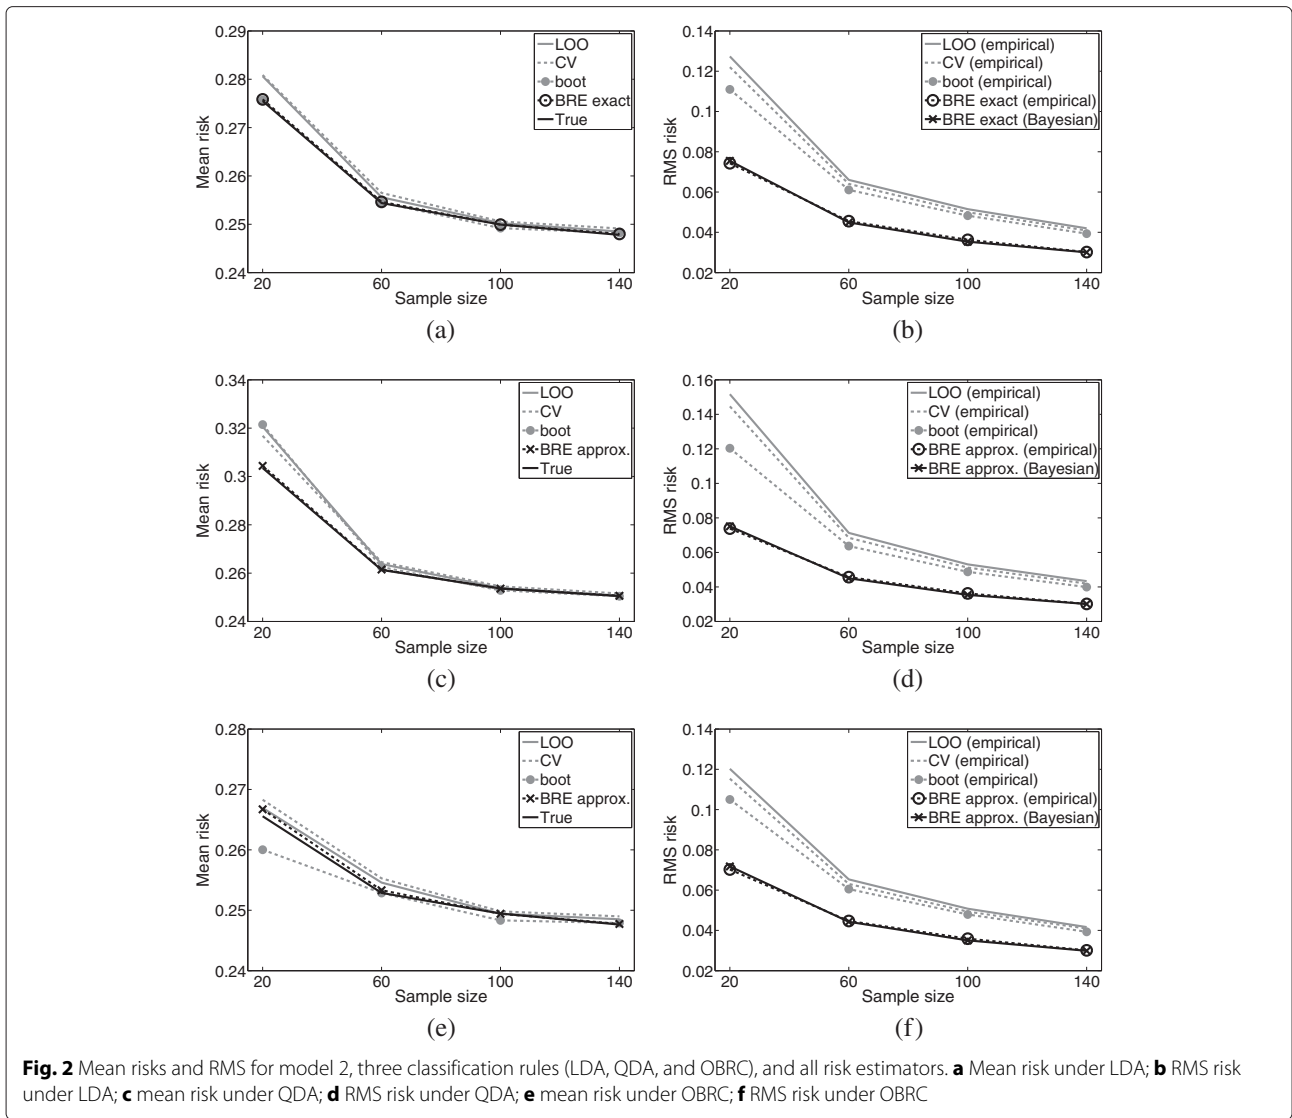 0.29
0.28
0.27
0.26
0.25
0.24
Mean risk
LOO
CV
boot
BRE exact
True
20 60 100 140
Sample size
(a)
0.14
0.12
0.1
0.08
0.06
0.04
0.02
RMS risk
LOO (empirical)
CV (empirical)
boot (empirical)
BRE exact (empirical)
BRE exact (Bayesian)
20 60 100 140
Sample size
(b)
0.34
0.32
0.3
0.28
0.26
0.24
Mean risk
LOO
CV
boot
BRE approx.
True
20 60 100 140
Sample size
(c)
0.16
0.14
0.12
0.1
0.08
0.06
0.04
0.02
RMS risk
LOO (empirical)
CV (empirical)
boot (empirical)
BRE approx. (empirical)
BRE approx. (Bayesian)
20 60 100 140
Sample size
(d)
0.28
0.27
0.26
0.25
0.24
Mean risk
LOO
CV
boot
BRE approx.
True
20 60 100 140
Sample size
(e)
0.14
0.12
0.1
0.08
0.06
0.04
0.02
RMS risk
LOO (empirical)
CV (empirical)
boot (empirical)
BRE approx. (empirical)
BRE approx. (Bayesian)
20 60 100 140
Sample size
(f)
Fig. 2 Mean risks and RMS for model 2, three classification rules (LDA, QDA, and OBRC), and all risk estimators. a Mean risk under LDA; b RMS risk
under LDA; c mean risk under QDA; d RMS risk under QDA; e mean risk under OBRC; f RMS risk under OBRC